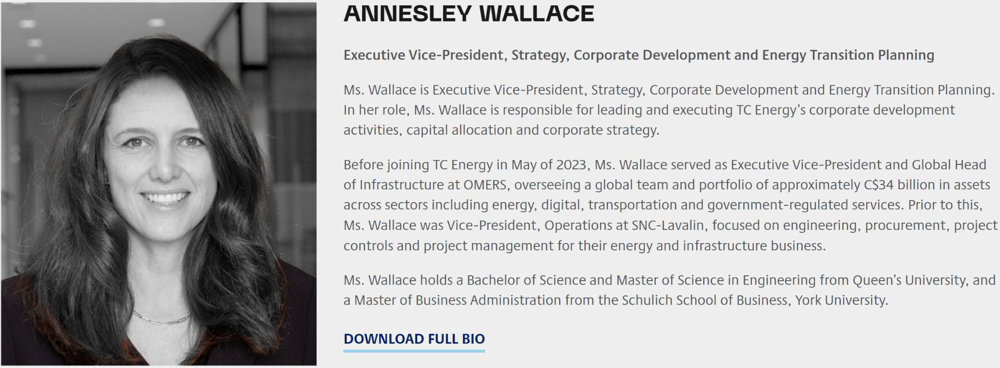 ANNESLEY WALLACE
Executive Vice-President, Strategy, Corporate Development and Energy Transition Planning
Ms. Wallace is Executive Vice-President, Strategy, Corporate Development and Energy Transition Planning.
In her role, Ms. Wallace is responsible for leading and executing TC Energy’s corporate development
activities, capital allocation and corporate strategy.
Before joining TC Energy in May of 2023, Ms. Wallace served as Executive Vice-President and Global Head
of Infrastructure at OMERS, overseeing a global team and portfolio of approximately C$34 billion in assets
across sectors including energy, digital, transportation and government-regulated services. Prior to this,
Ms. Wallace was Vice-President, Operations at SNC-Lavalin, focused on engineering, procurement, project
controls and project management for their energy and infrastructure business.
Ms. Wallace holds a Bachelor of Science and Master of Science in Engineering from Queen’s University, and
a Master of Business Administration from the Schulich School of Business, York University.
DOWNLOAD FULL BIO